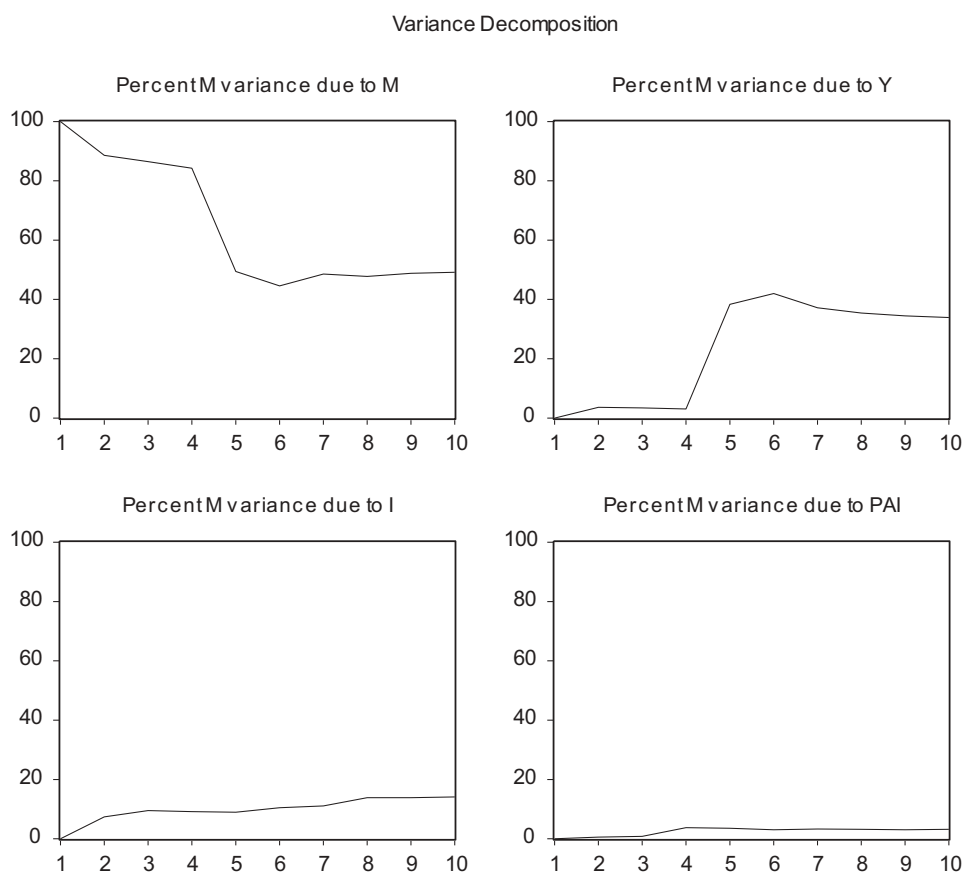 Variance Decomposition
Percent M variance due to M
Percent M variance due to Y
100
80
60
40
20
0
1 2 3 4 5 6 7 8 9 10
100
80
60
40
20
0
1 2 3 4 5 6 7 8 9 10
Percent M variance due to I
Percent M variance due to PAI
100
80
60
40
20
0
1 2 3 4 5 6 7 8 9 10
100
80
60
40
20
0
1 2 3 4 5 6 7 8 9 10